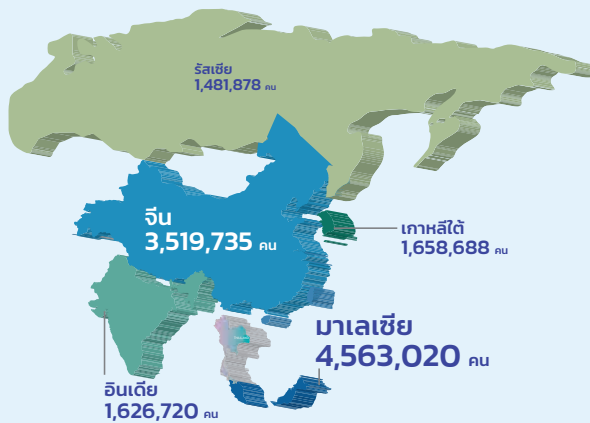 รัสเซีย
1,481,878 คน
จีน
3,519,735 คน
เกาหลีใต้
1,658,688 คน
มาเลเซีย
4,563,020 คน
อินเดีย
1,626,720 คน